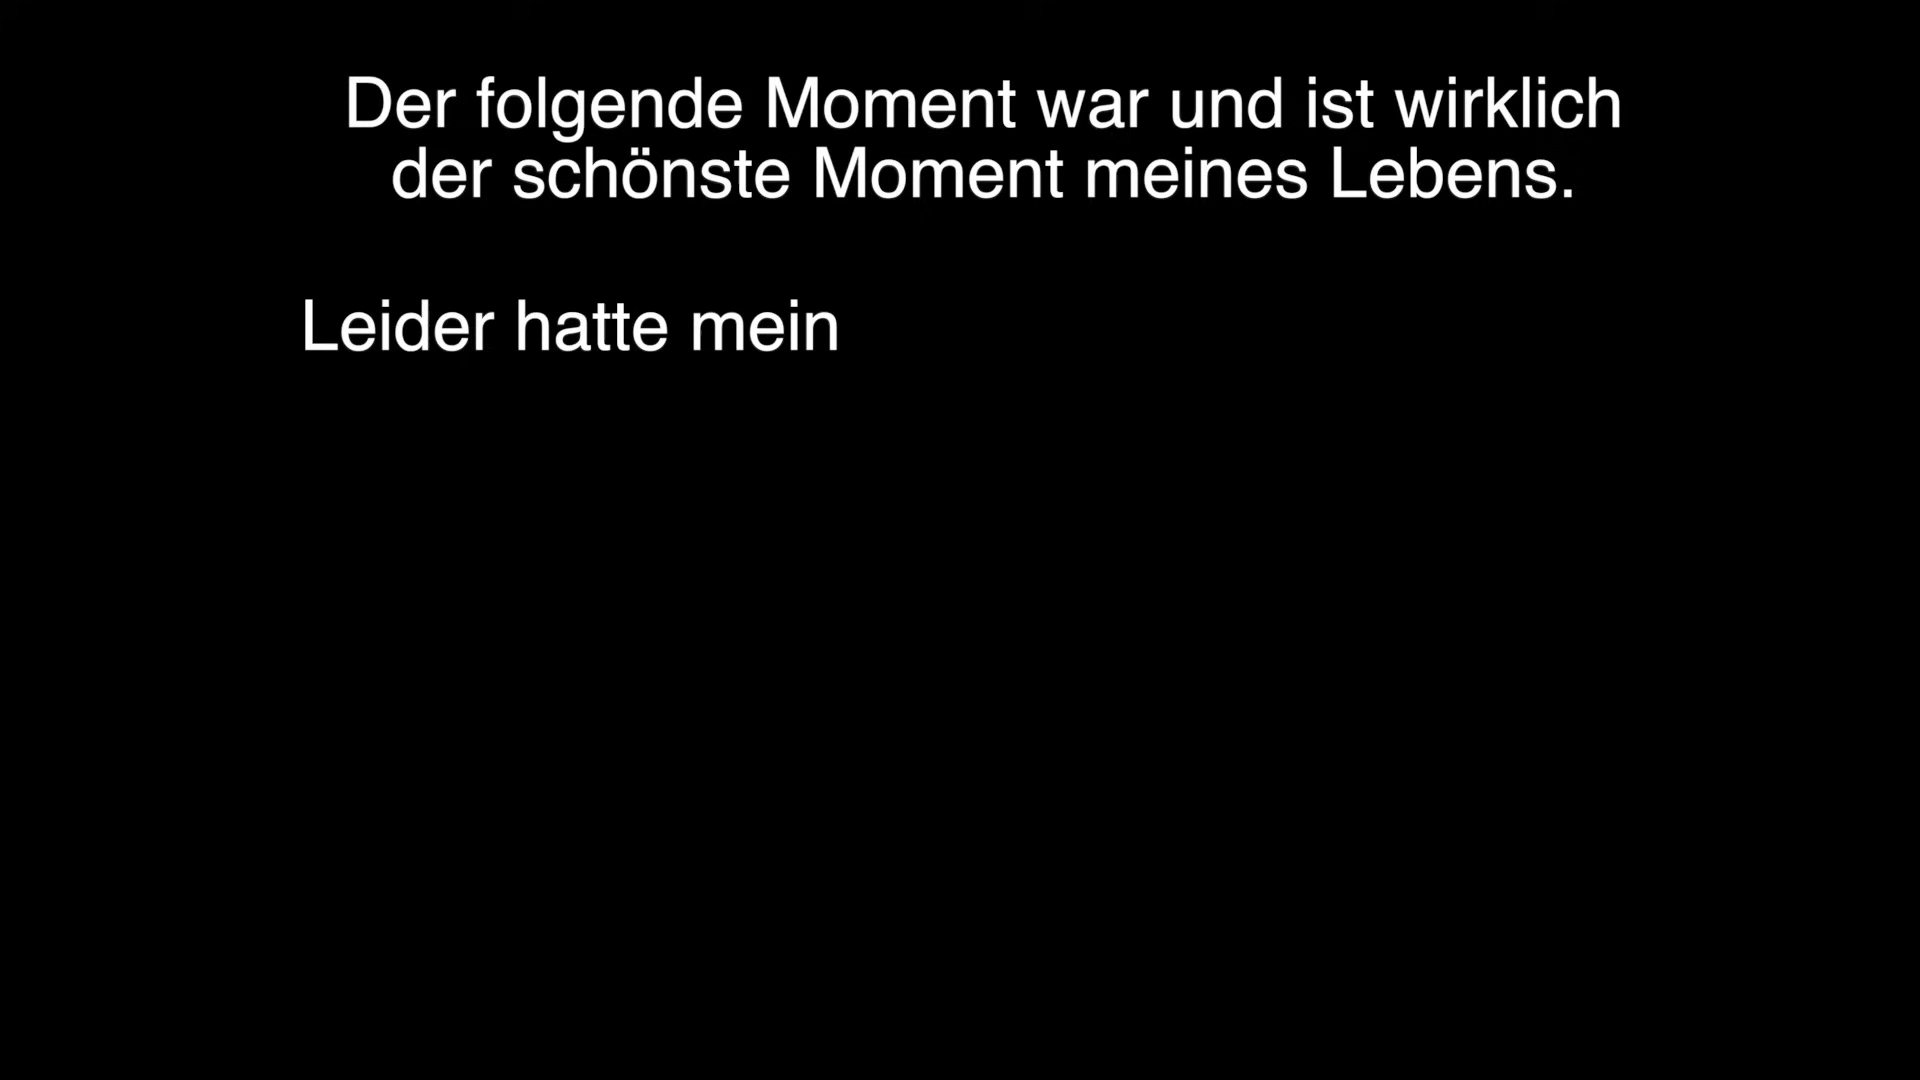 Der folgende Moment war und ist wirklich
der schönste Moment meines Lebens.
Leider hatte mein